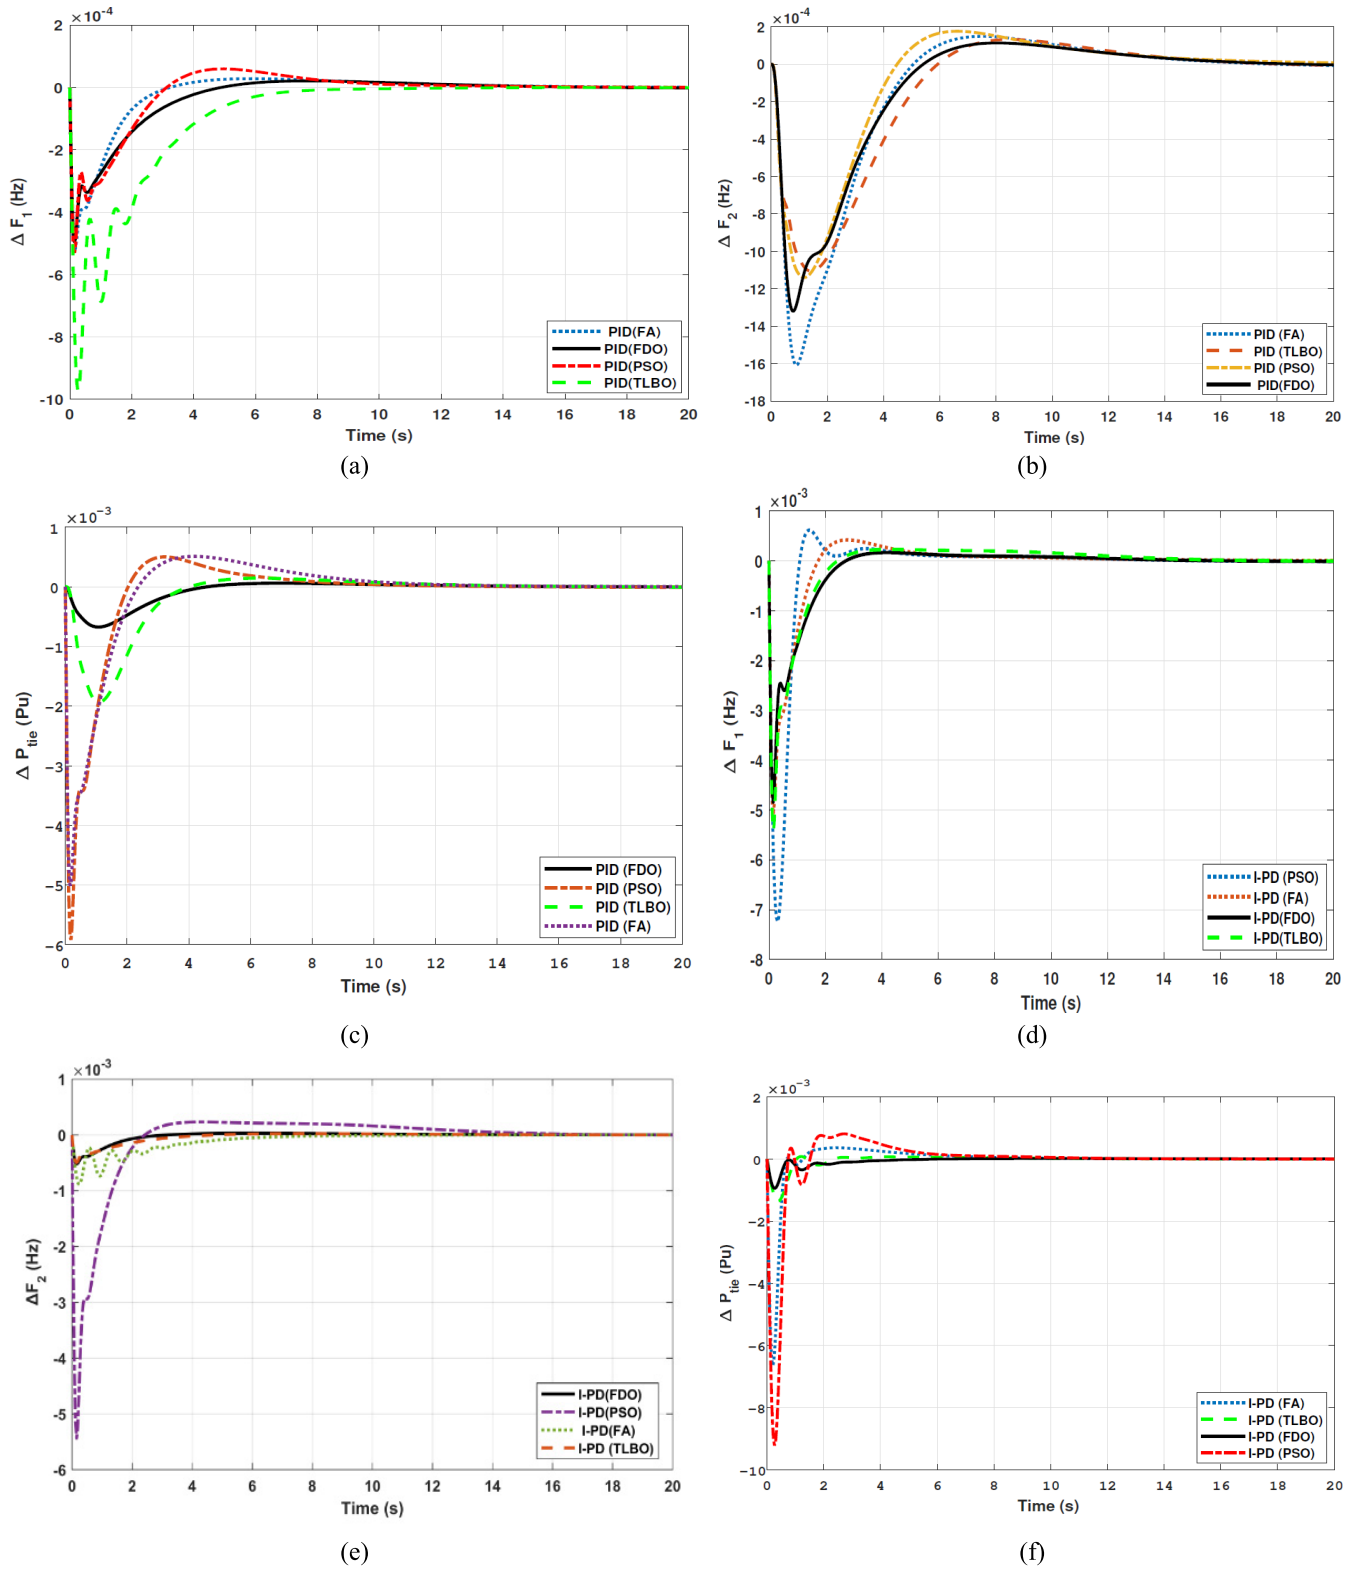 ×10⁻⁴
2
0
-2
-4
-6
-8
-10
Δ F₁ (Hz)
0 2 4 6 8 10 12 14 16 18 20
Time (s)
PID(FA)
PID(FDO)
PID(PSO)
PID(TLBO)
(a)
×10⁻⁴
2
0
-2
-4
-6
-8
-10
-12
-14
-16
-18
Δ F₂ (Hz)
0 2 4 6 8 10 12 14 16 18 20
Time (s)
PID (FA)
PID (TLBO)
PID (PSO)
PID(FDO)
(b)
×10⁻³
1
0
−1
−2
−3
−4
−5
−6
Δ P_tie (Pu)
0 2 4 6 8 10 12 14 16 18 20
Time (s)
PID (FDO)
PID (PSO)
PID (TLBO)
PID (FA)
(c)
×10⁻³
1
0
-1
-2
-3
-4
-5
-6
-7
-8
Δ F₁ (Hz)
0 2 4 6 8 10 12 14 16 18 20
Time (s)
I-PD (PSO)
I-PD (FA)
I-PD(FDO)
I-PD(TLBO)
(d)
×10⁻³
1
0
-1
-2
-3
-4
-5
-6
ΔF₂ (Hz)
0 2 4 6 8 10 12 14 16 18 20
Time (s)
I-PD(FDO)
I-PD(PSO)
I-PD(FA)
I-PD (TLBO)
(e)
×10⁻³
2
0
−2
−4
−6
−8
−10
Δ P_tie (Pu)
0 2 4 6 8 10 12 14 16 18 20
Time (s)
I-PD (FA)
I-PD (TLBO)
I-PD (FDO)
I-PD (PSO)
(f)